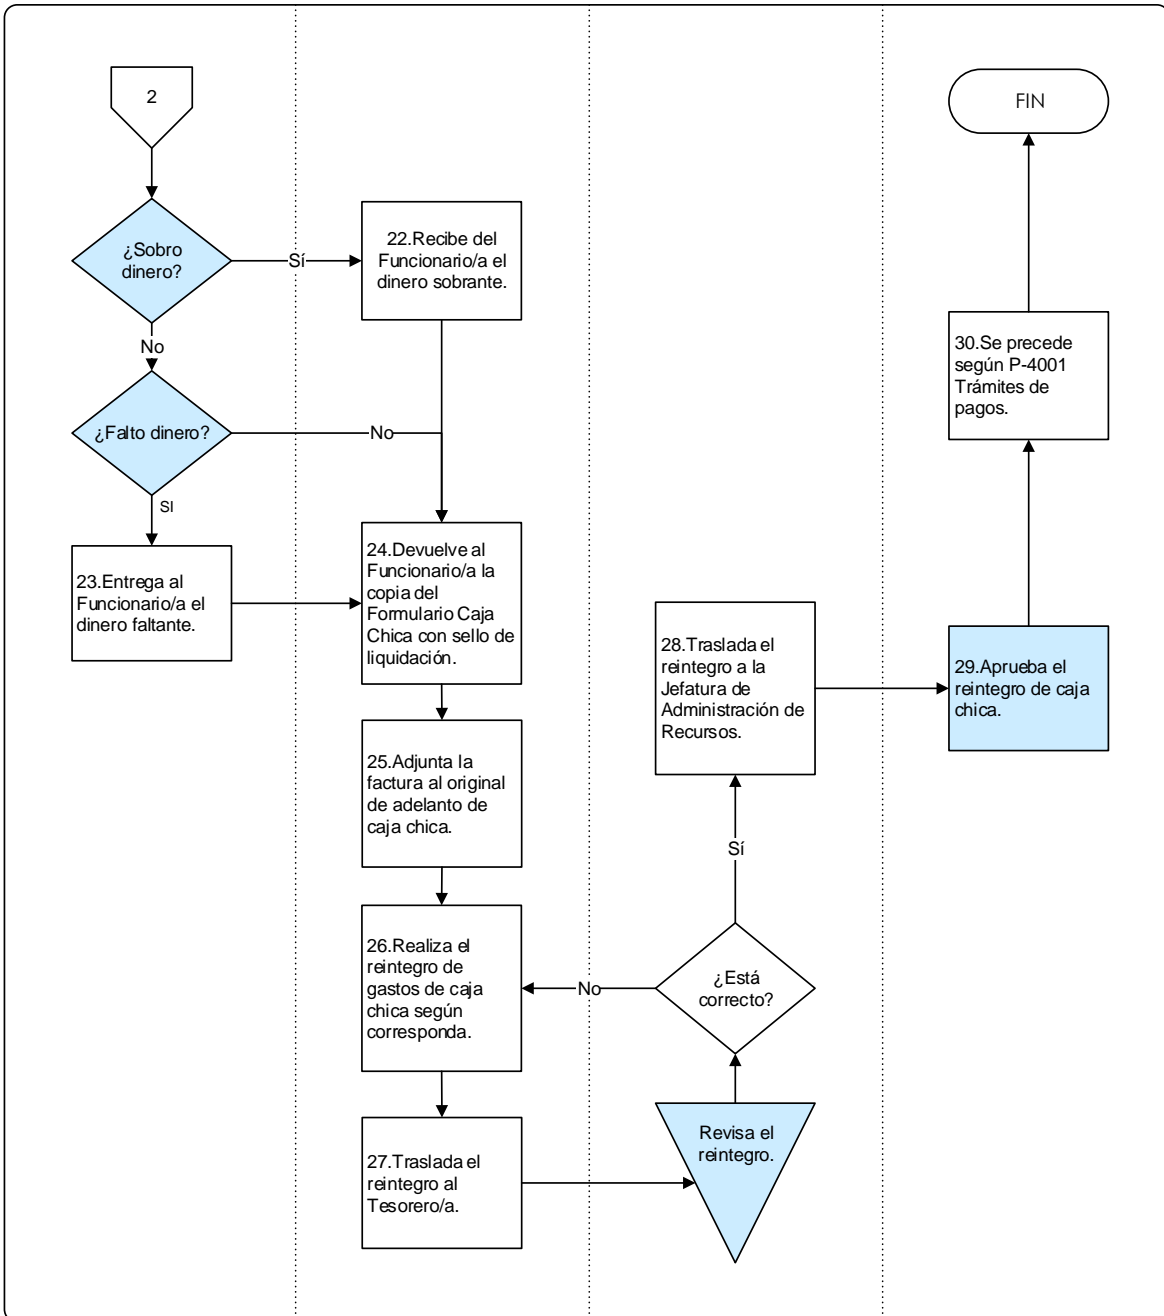 2
FIN
¿Sobro
dinero?
Sí
22.Recibe del
Funcionario/a el
dinero sobrante.
No
30.Se precede
según P-4001
Trámites de
pagos.
¿Falto dinero?
No
SI
23.Entrega al
Funcionario/a el
dinero faltante.
24.Devuelve al
Funcionario/a la
copia del
Formulario Caja
Chica con sello de
liquidación.
28.Traslada el
reintegro a la
Jefatura de
Administración de
Recursos.
29.Aprueba el
reintegro de caja
chica.
25.Adjunta la
factura al original
de adelanto de
caja chica.
Sí
26.Realiza el
reintegro de
gastos de caja
chica según
corresponda.
No
¿Está
correcto?
27.Traslada el
reintegro al
Tesorero/a.
Revisa el
reintegro.